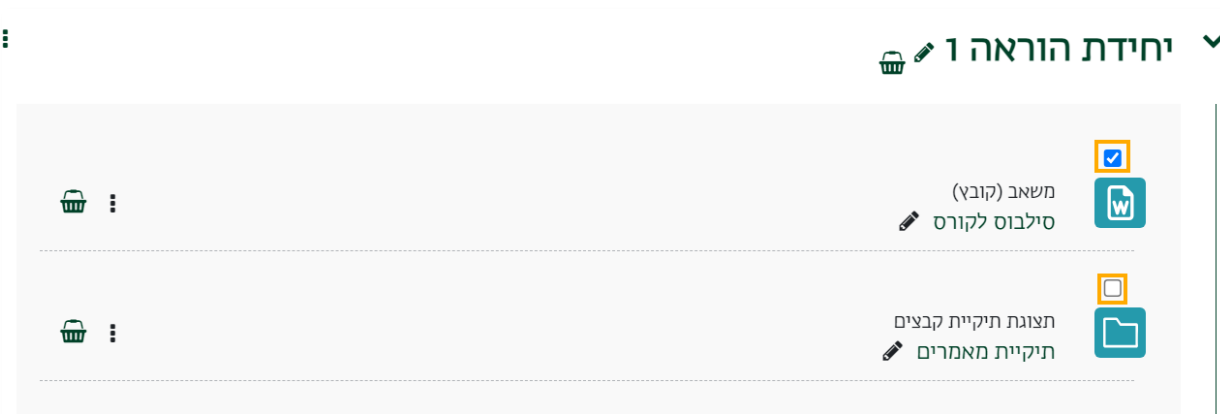 יחידת הוראה 1
משאב (קובץ)
סילבוס לקורס
תצוגת תיקיית קבצים
תיקיית מאמרים